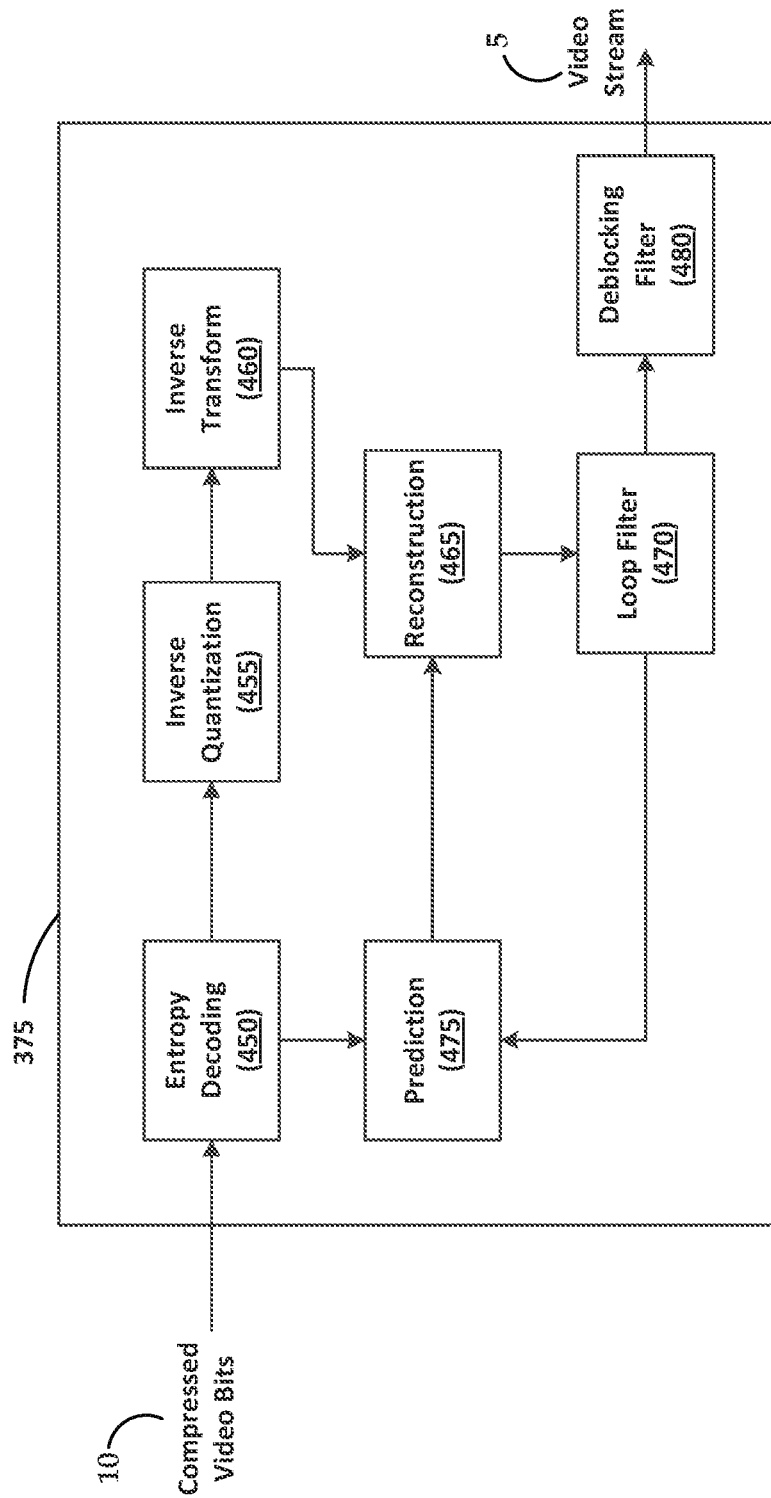 375
10
Compressed
Video Bits
Entropy
Decoding
(450)
Inverse
Quantization
(455)
Inverse
Transform
(460)
Prediction
(475)
Reconstruction
(465)
Loop Filter
(470)
Deblocking
Filter
(480)
5
Video
Stream